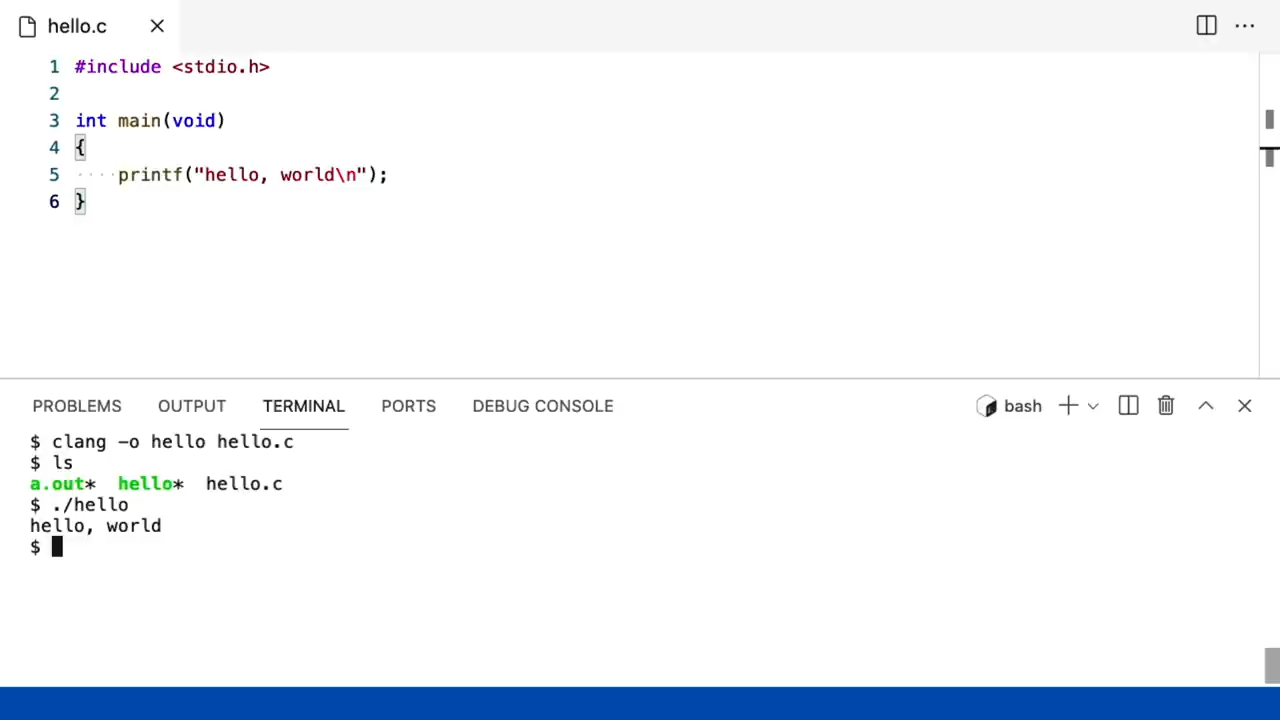 hello.c
1 #include <stdio.h>
2
3 int main(void)
4 {
5 ····printf("hello, world\n");
6 }
PROBLEMS OUTPUT TERMINAL PORTS DEBUG CONSOLE bash
$ clang -o hello hello.c
$ ls
a.out* hello* hello.c
$ ./hello
hello, world
$